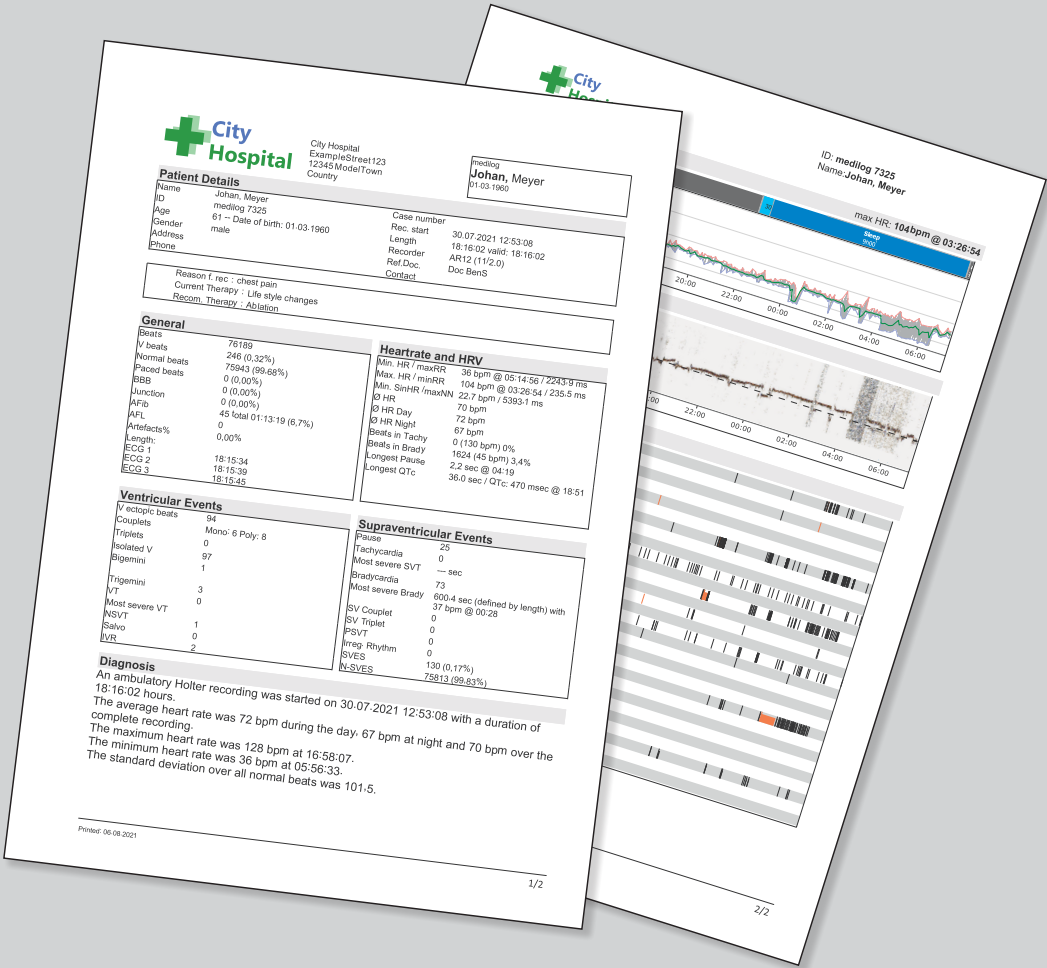 City
Hospital
City Hospital
ExampleStreet123
12345 ModelTown
Country
medilog
Johan, Meyer
01-03-1960
Patient Details
Name Johan, Meyer
ID medilog 7325
Age 61 -- Date of birth: 01-03-1960
Gender male
Address
Phone
Case number
Rec. start 30.07.2021 12:53:08
Length 18:16:02 valid: 18:16:02
Recorder AR12 (11/2.0)
Ref.Doc. Doc BenS
Contact
Reason f. rec : chest pain
Current Therapy : Life style changes
Recom. Therapy : Ablation
General
Beats 76189
V beats 246 (0,32%)
Normal beats 75943 (99.68%)
Paced beats 0 (0,00%)
BBB 0 (0,00%)
Junction 0 (0,00%)
AFib 45 total 01:13:19 (6,7%)
AFL 0
Artefacts% 0,00%
Length:
ECG 1 18:15:34
ECG 2 18:15:39
ECG 3 18:15:45
Heartrate and HRV
Min. HR / maxRR 36 bpm @ 05:14:56 / 2243-9 ms
Max. HR / minRR 104 bpm @ 03:26:54 / 235.5 ms
Min. SinHR /maxNN 22.7 bpm / 5393-1 ms
Ø HR 70 bpm
Ø HR Day 72 bpm
Ø HR Night 67 bpm
Beats in Tachy 0 (130 bpm) 0%
Beats in Brady 1624 (45 bpm) 3,4%
Longest Pause 2,2 sec @ 04:19
Longest QTc 36.0 sec / QTc: 470 msec @ 18:51
Ventricular Events
V ectopic beats 94
Couplets Mono: 6 Poly: 8
Triplets 0
Isolated V 97
Bigemini 1
Trigemini 3
VT 0
Most severe VT
NSVT 1
Salvo 0
IVR 2
Supraventricular Events
Pause 25
Tachycardia 0
Most severe SVT --- sec
Bradycardia 73
Most severe Brady 600.4 sec (defined by length) with
37 bpm @ 00:28
SV Couplet 0
SV Triplet 0
PSVT 0
Irreg. Rhythm 0
SVES 130 (0,17%)
N-SVES 75813 (99.83%)
Diagnosis
An ambulatory Holter recording was started on 30-07-2021 12:53:08 with a duration of
18:16:02 hours.
The average heart rate was 72 bpm during the day, 67 bpm at night and 70 bpm over the
complete recording.
The maximum heart rate was 128 bpm at 16:58:07.
The minimum heart rate was 36 bpm at 05:56:33.
The standard deviation over all normal beats was 101,5.
Printed: 06-08-2021
1/2
City
ID: medilog 7325
Name:Johan, Meyer
max HR: 104bpm @ 03:26:54
Sleep
20:00 22:00 00:00 02:00 04:00 06:00
22:00 00:00 02:00 04:00 06:00
2/2